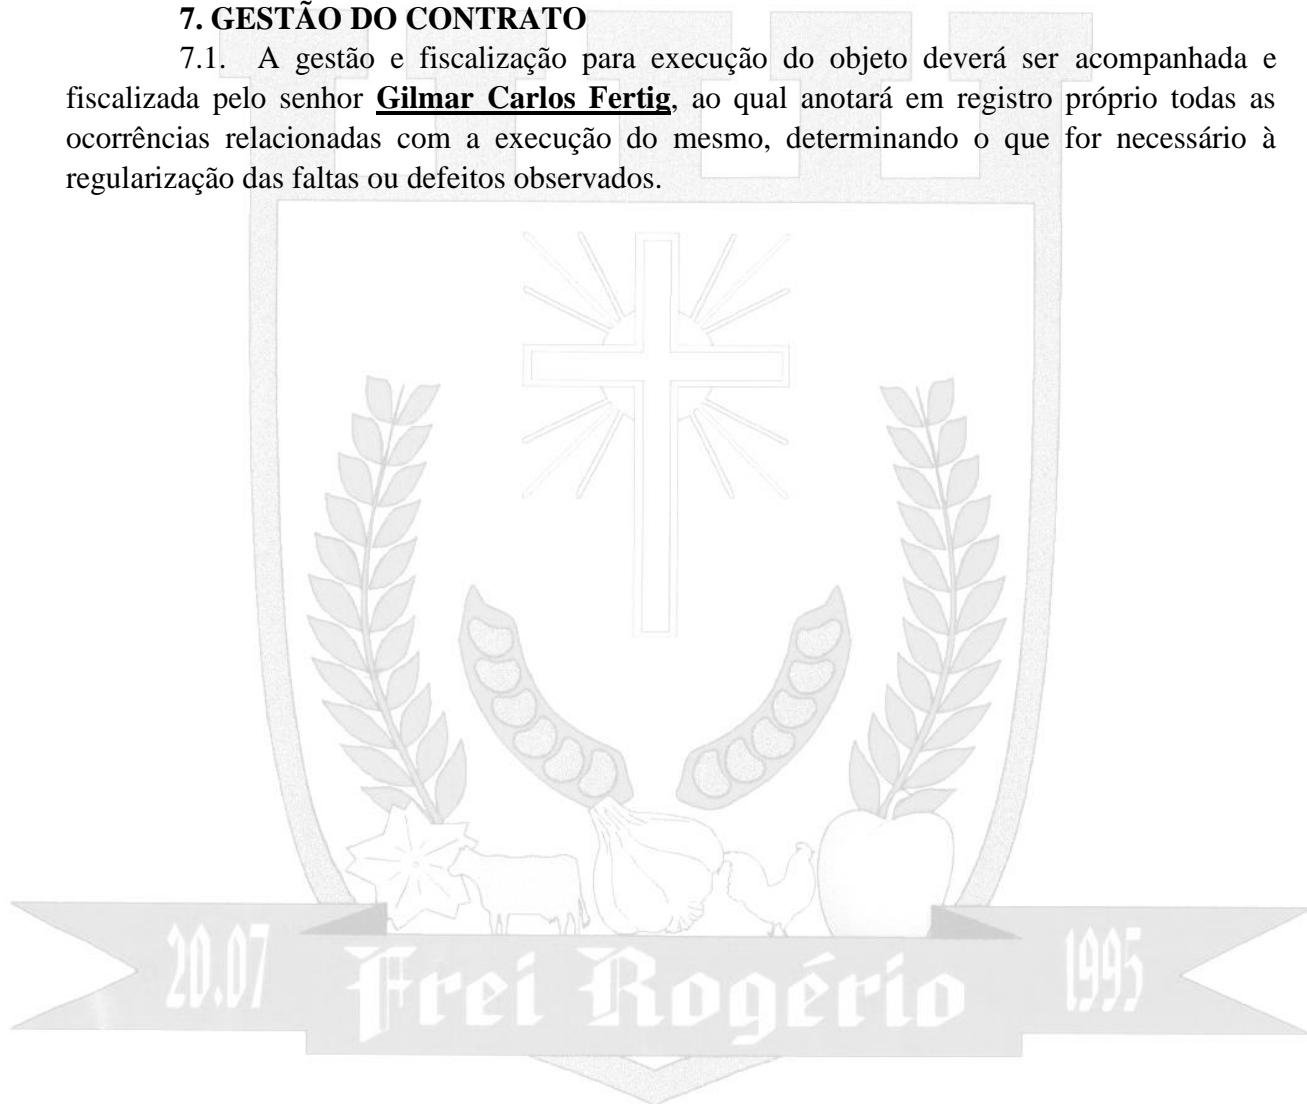 7. GESTÃO DO CONTRATO
7.1. A gestão e fiscalização para execução do objeto deverá ser acompanhada e
fiscalizada pelo senhor Gilmar Carlos Fertig, ao qual anotará em registro próprio todas as
ocorrências relacionadas com a execução do mesmo, determinando o que for necessário à
regularização das faltas ou defeitos observados.
20.07 Frei Rogério 1995